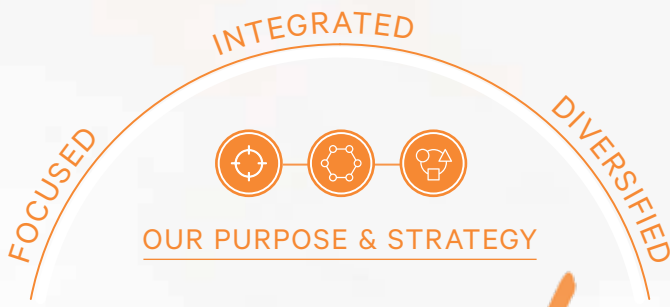 FOCUSED
INTEGRATED
DIVERSIFIED
OUR PURPOSE & STRATEGY